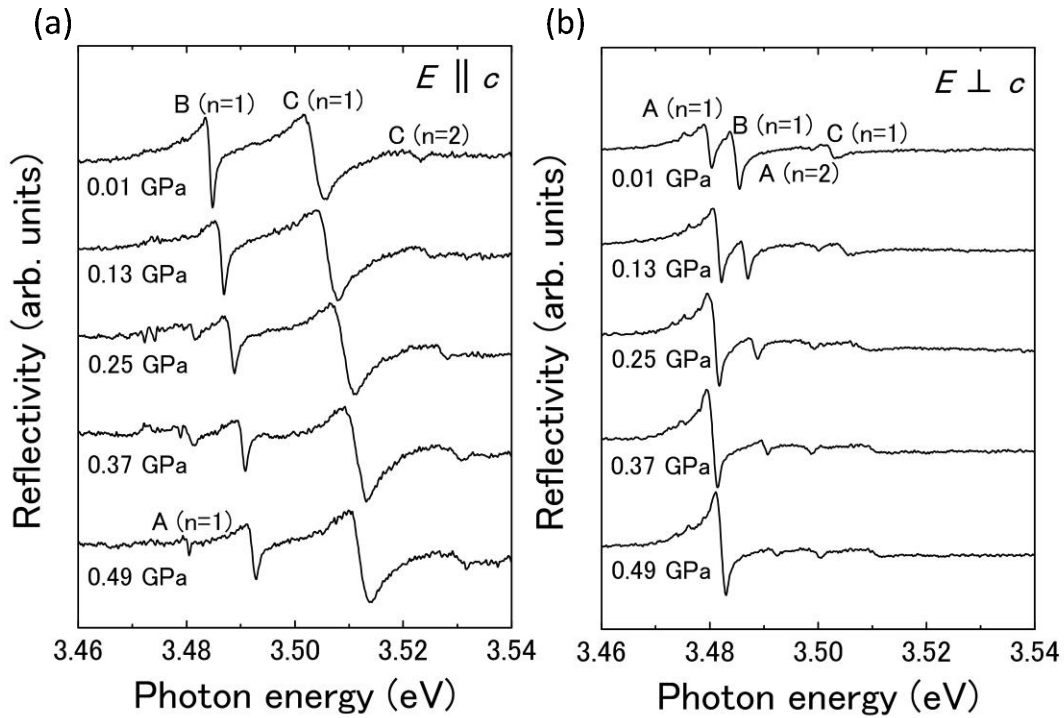 (a)
E ∥ c
B (n=1)
C (n=1)
C (n=2)
0.01 GPa
0.13 GPa
0.25 GPa
0.37 GPa
A (n=1)
0.49 GPa
Reflectivity (arb. units)
3.46 3.48 3.50 3.52 3.54
Photon energy (eV)
(b)
E ⊥ c
A (n=1)
B (n=1)
C (n=1)
A (n=2)
0.01 GPa
0.13 GPa
0.25 GPa
0.37 GPa
0.49 GPa
Reflectivity (arb. units)
3.46 3.48 3.50 3.52 3.54
Photon energy (eV)